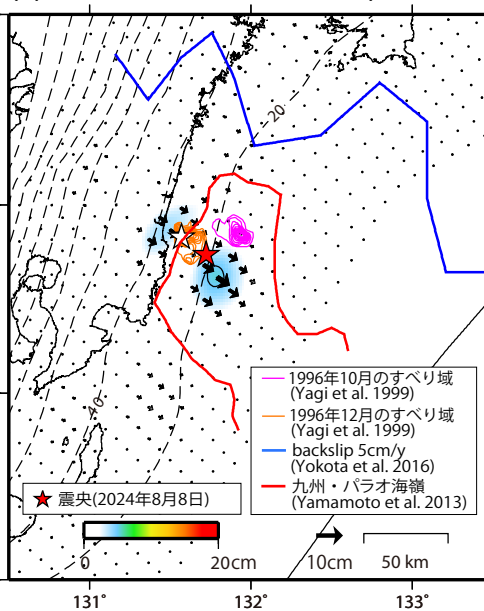 20
40
1996年10月のすべり域
(Yagi et al. 1999)
1996年12月のすべり域
(Yagi et al. 1999)
backslip 5cm/y
(Yokota et al. 2016)
九州・パラオ海嶺
(Yamamoto et al. 2013)
震央(2024年8月8日)
0 20cm
10cm
50 km
131° 132° 133°